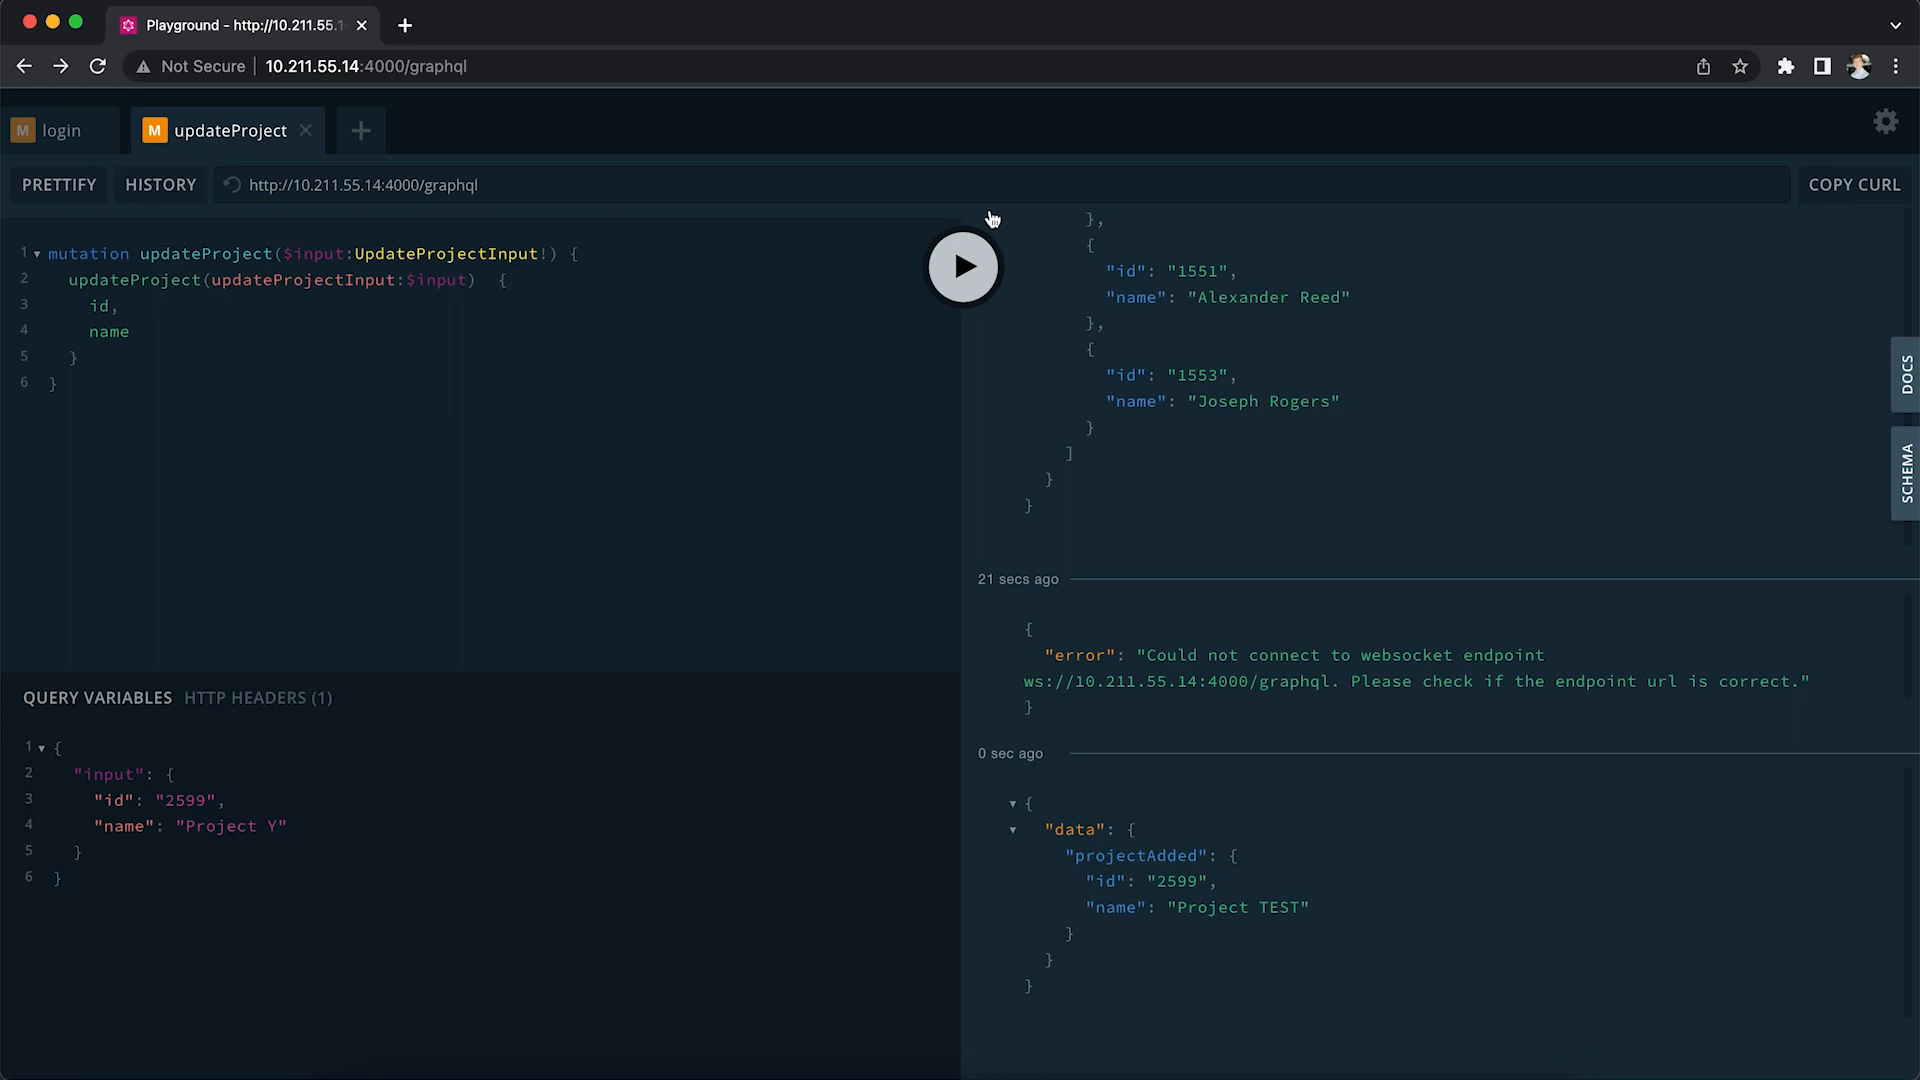 Playground - http://10.211.55.1
Not Secure
10.211.55.14:4000/graphql
M login
M updateProject
PRETTIFY
HISTORY
http://10.211.55.14:4000/graphql
COPY CURL
1 mutation updateProject($input:UpdateProjectInput!) {
2 updateProject(updateProjectInput:$input) {
3 id,
4 name
5 }
6 }
QUERY VARIABLES
HTTP HEADERS (1)
1 {
2 "input": {
3 "id": "2599",
4 "name": "Project Y"
5 }
6 }
},
{
"id": "1551",
"name": "Alexander Reed"
},
{
"id": "1553",
"name": "Joseph Rogers"
}
]
}
}
21 secs ago
{
"error": "Could not connect to websocket endpoint
ws://10.211.55.14:4000/graphql. Please check if the endpoint url is correct."
}
0 sec ago
{
"data": {
"projectAdded": {
"id": "2599",
"name": "Project TEST"
}
}
}
DOCS
SCHEMA